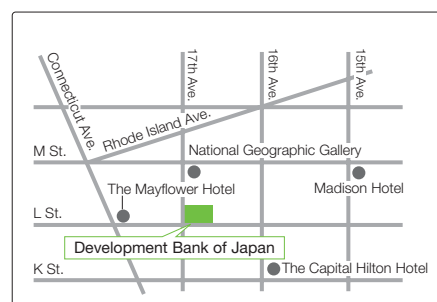 Connecticut Ave.
17th Ave.
16th Ave.
15th Ave.
Rhode Island Ave.
M St.
National Geographic Gallery
The Mayflower Hotel
Madison Hotel
L St.
Development Bank of Japan
K St.
The Capital Hilton Hotel